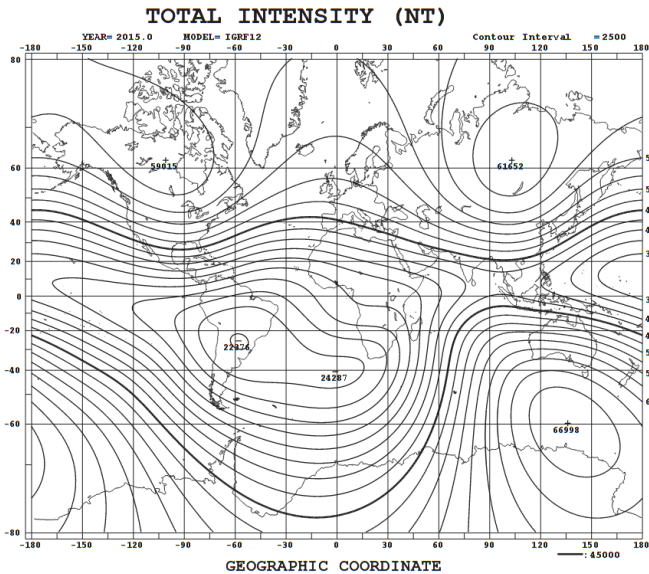 TOTAL INTENSITY (NT)
YEAR= 2015.0 MODEL= IGRF12 Contour Interval =2500
-180 -150 -120 -90 -60 -30 0 30 60 90 120 150 180
80
59015 61652
60
40
20
0
-20
22376
-40
24287
-60
66998
-80
-180 -150 -120 -90 -60 -30 0 30 60 90 120 150 180
:45000
GEOGRAPHIC COORDINATE